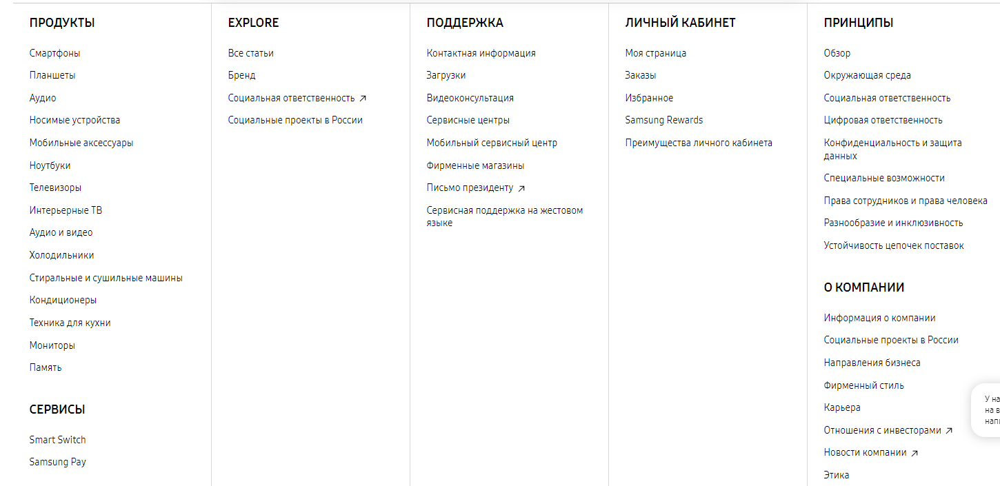 ПРОДУКТЫ
Смартфоны
Планшеты
Аудио
Носимые устройства
Мобильные аксессуары
Ноутбуки
Телевизоры
Интерьерные ТВ
Аудио и видео
Холодильники
Стиральные и сушильные машины
Кондиционеры
Техника для кухни
Мониторы
Память
СЕРВИСЫ
Smart Switch
Samsung Pay
EXPLORE
Все статьи
Бренд
Социальная ответственность
Социальные проекты в России
ПОДДЕРЖКА
Контактная информация
Загрузки
Видеоконсультация
Сервисные центры
Мобильный сервисный центр
Фирменные магазины
Письмо президенту
Сервисная поддержка на жестовом
языке
ЛИЧНЫЙ КАБИНЕТ
Моя страница
Заказы
Избранное
Samsung Rewards
Преимущества личного кабинета
ПРИНЦИПЫ
Обзор
Окружающая среда
Социальная ответственность
Цифровая ответственность
Конфиденциальность и защита
данных
Специальные возможности
Права сотрудников и права человека
Разнообразие и инклюзивность
Устойчивость цепочек поставок
О КОМПАНИИ
Информация о компании
Социальные проекты в России
Направления бизнеса
Фирменный стиль
Карьера
Отношения с инвесторами
Новости компании
Этика
У
на